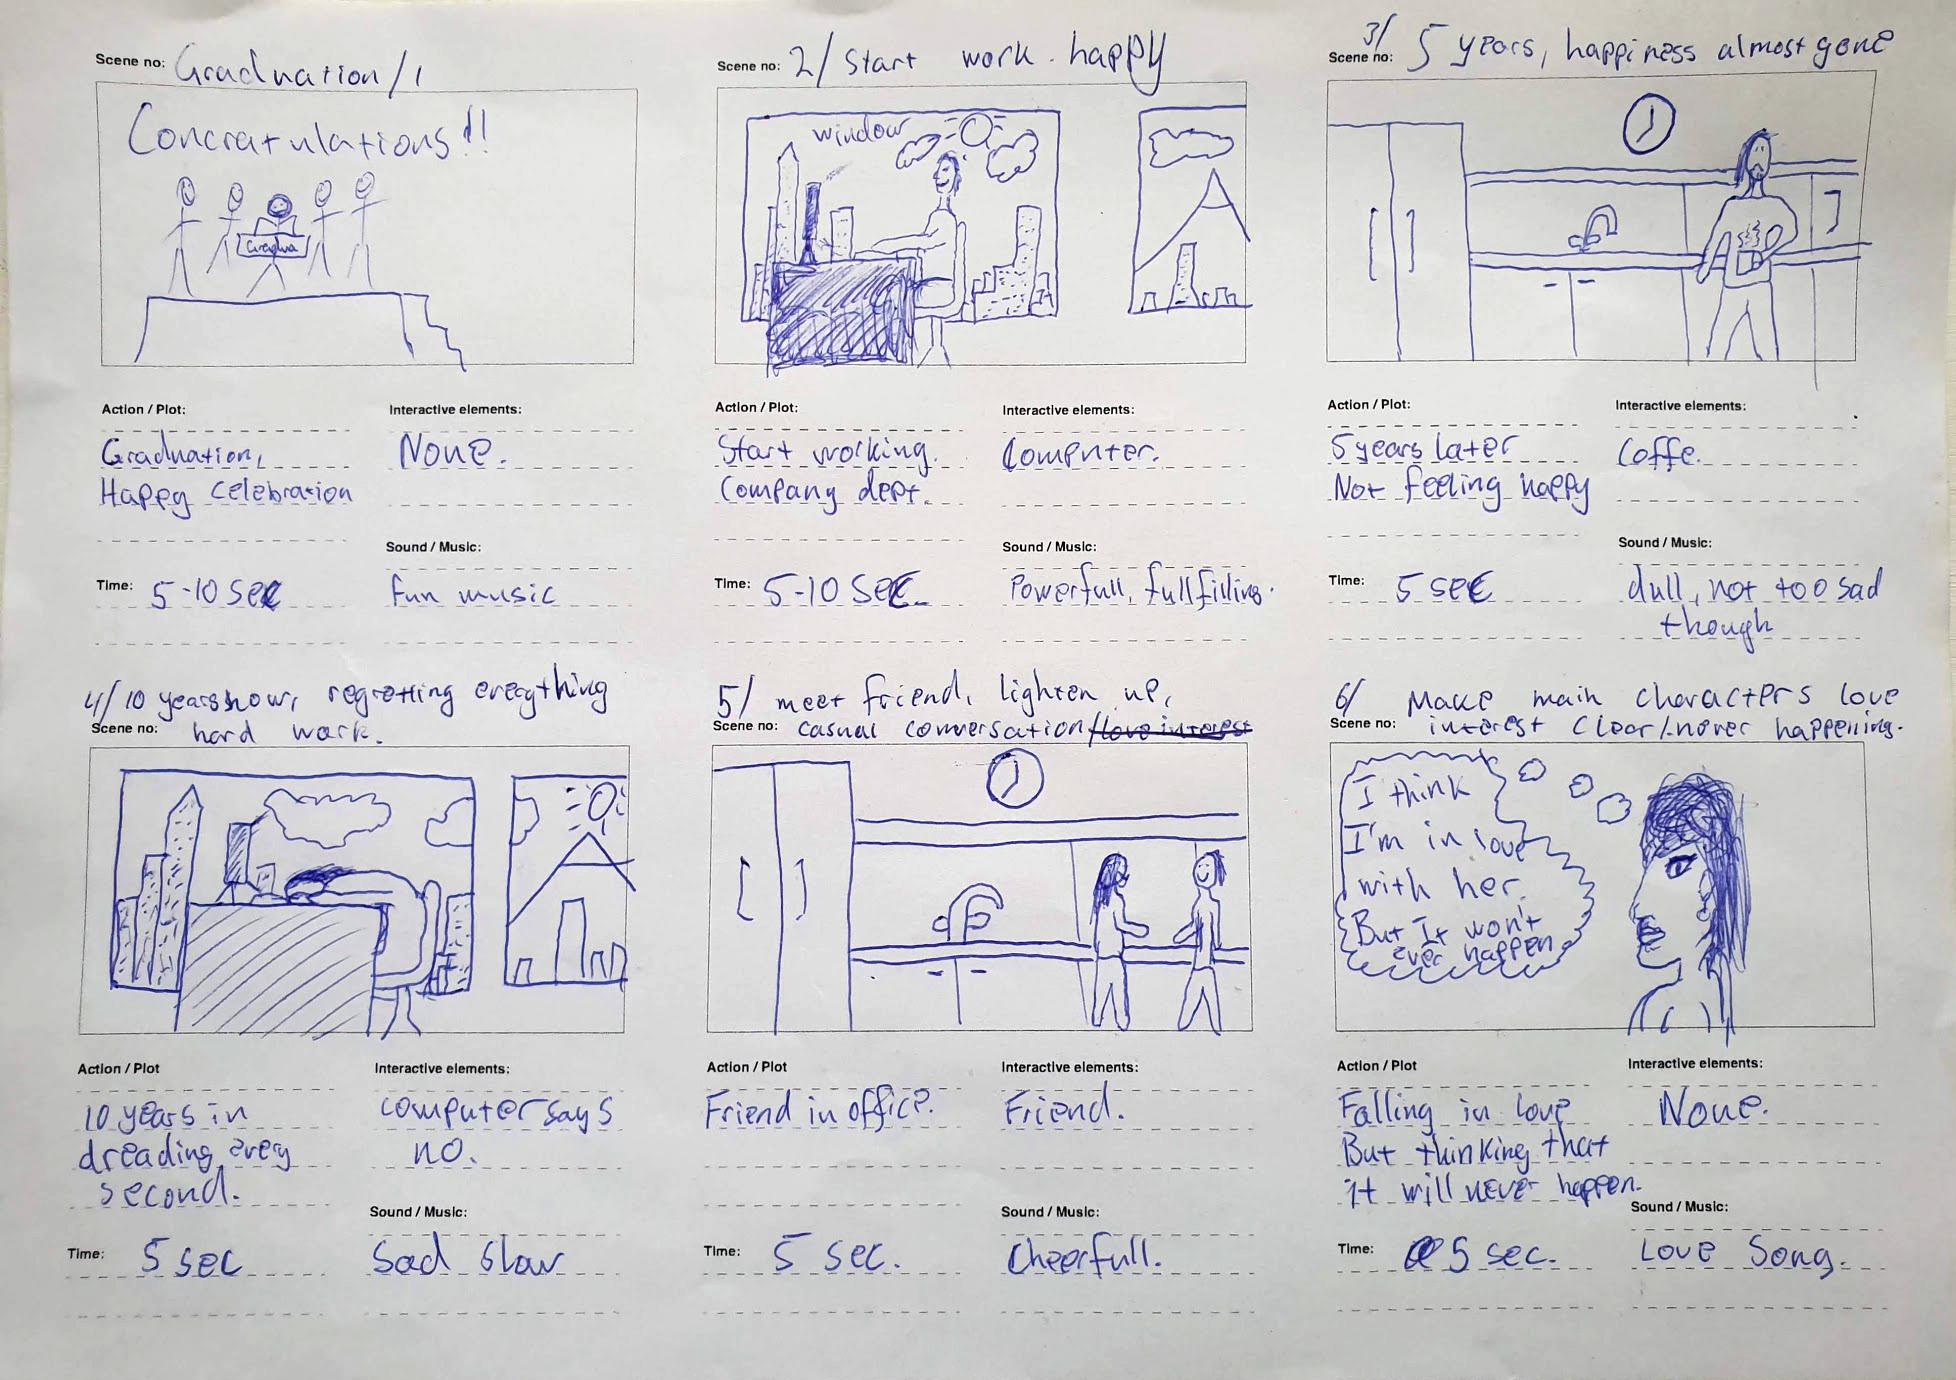 Scene no: Graduation/1
Concratulations!!
Gradua
Action / Plot:
Graduation,
Happy celebration
Interactive elements:
None.
Sound / Music:
fun music
Time: 5-10 sec
Scene no: 2/ Start work. happy
window
Action / Plot:
Start working.
Company dept.
Interactive elements:
Computer.
Sound / Music:
Powerfull, fullfilling.
Time: 5-10 SEC.
3/
Scene no: 5 years, happiness almost gone
Action / Plot:
5 years later
Not feeling happy
Interactive elements:
Coffe.
Sound / Music:
dull, not too sad
though
Time: 5 sec
4/ 10 years now, regretting everything
Scene no: hard work.
Action / Plot
10 years in
dreading every
second.
Interactive elements:
computer says
no.
Sound / Music:
Sad slow
Time: 5 sec
5/ meet friend, lighten up,
Scene no: casual conversation/love interest
Action / Plot
Friend in office.
Interactive elements:
Friend.
Sound / Music:
Cheerfull.
Time: 5 sec.
6/ Make main characters love
Scene no: interest clear/never happening.
I think
I'm in love
with her.
But It won't
ever happen
Action / Plot
Falling in love
But thinking that
it will never happen.
Interactive elements:
None.
Sound / Music:
Love song.
Time: 5 sec.